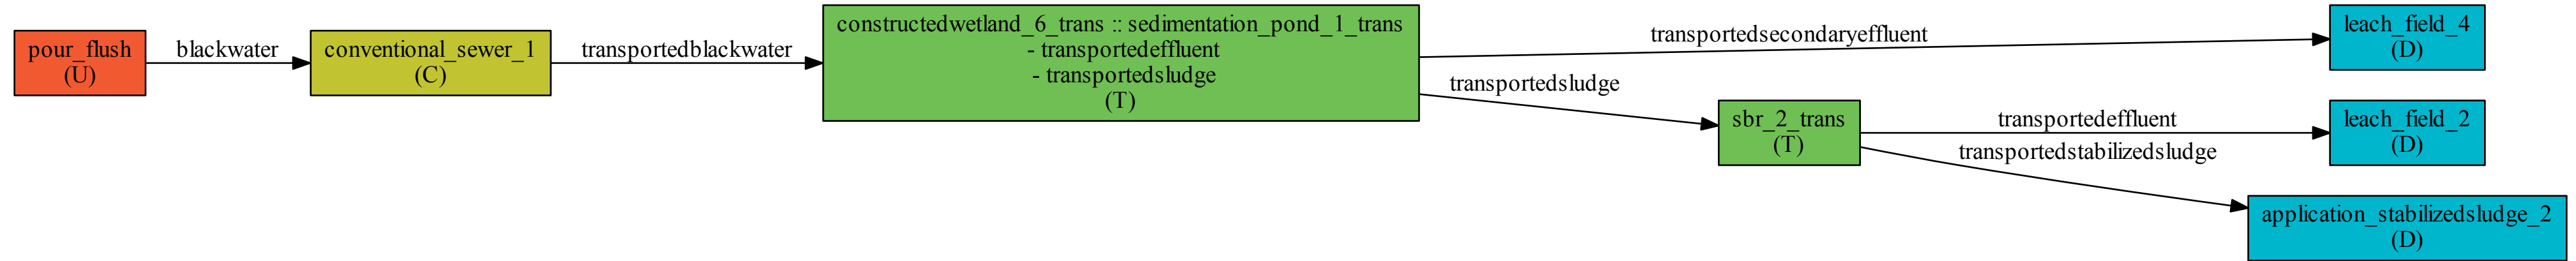 pour_flush
(U)
blackwater
conventional_sewer_1
(C)
transportedblackwater
constructedwetland_6_trans :: sedimentation_pond_1_trans
- transportedeffluent
- transportedsludge
(T)
transportedsecondaryeffluent
leach_field_4
(D)
transportedsludge
sbr_2_trans
(T)
transportedeffluent
leach_field_2
(D)
transportedstabilizedsludge
application_stabilizedsludge_2
(D)